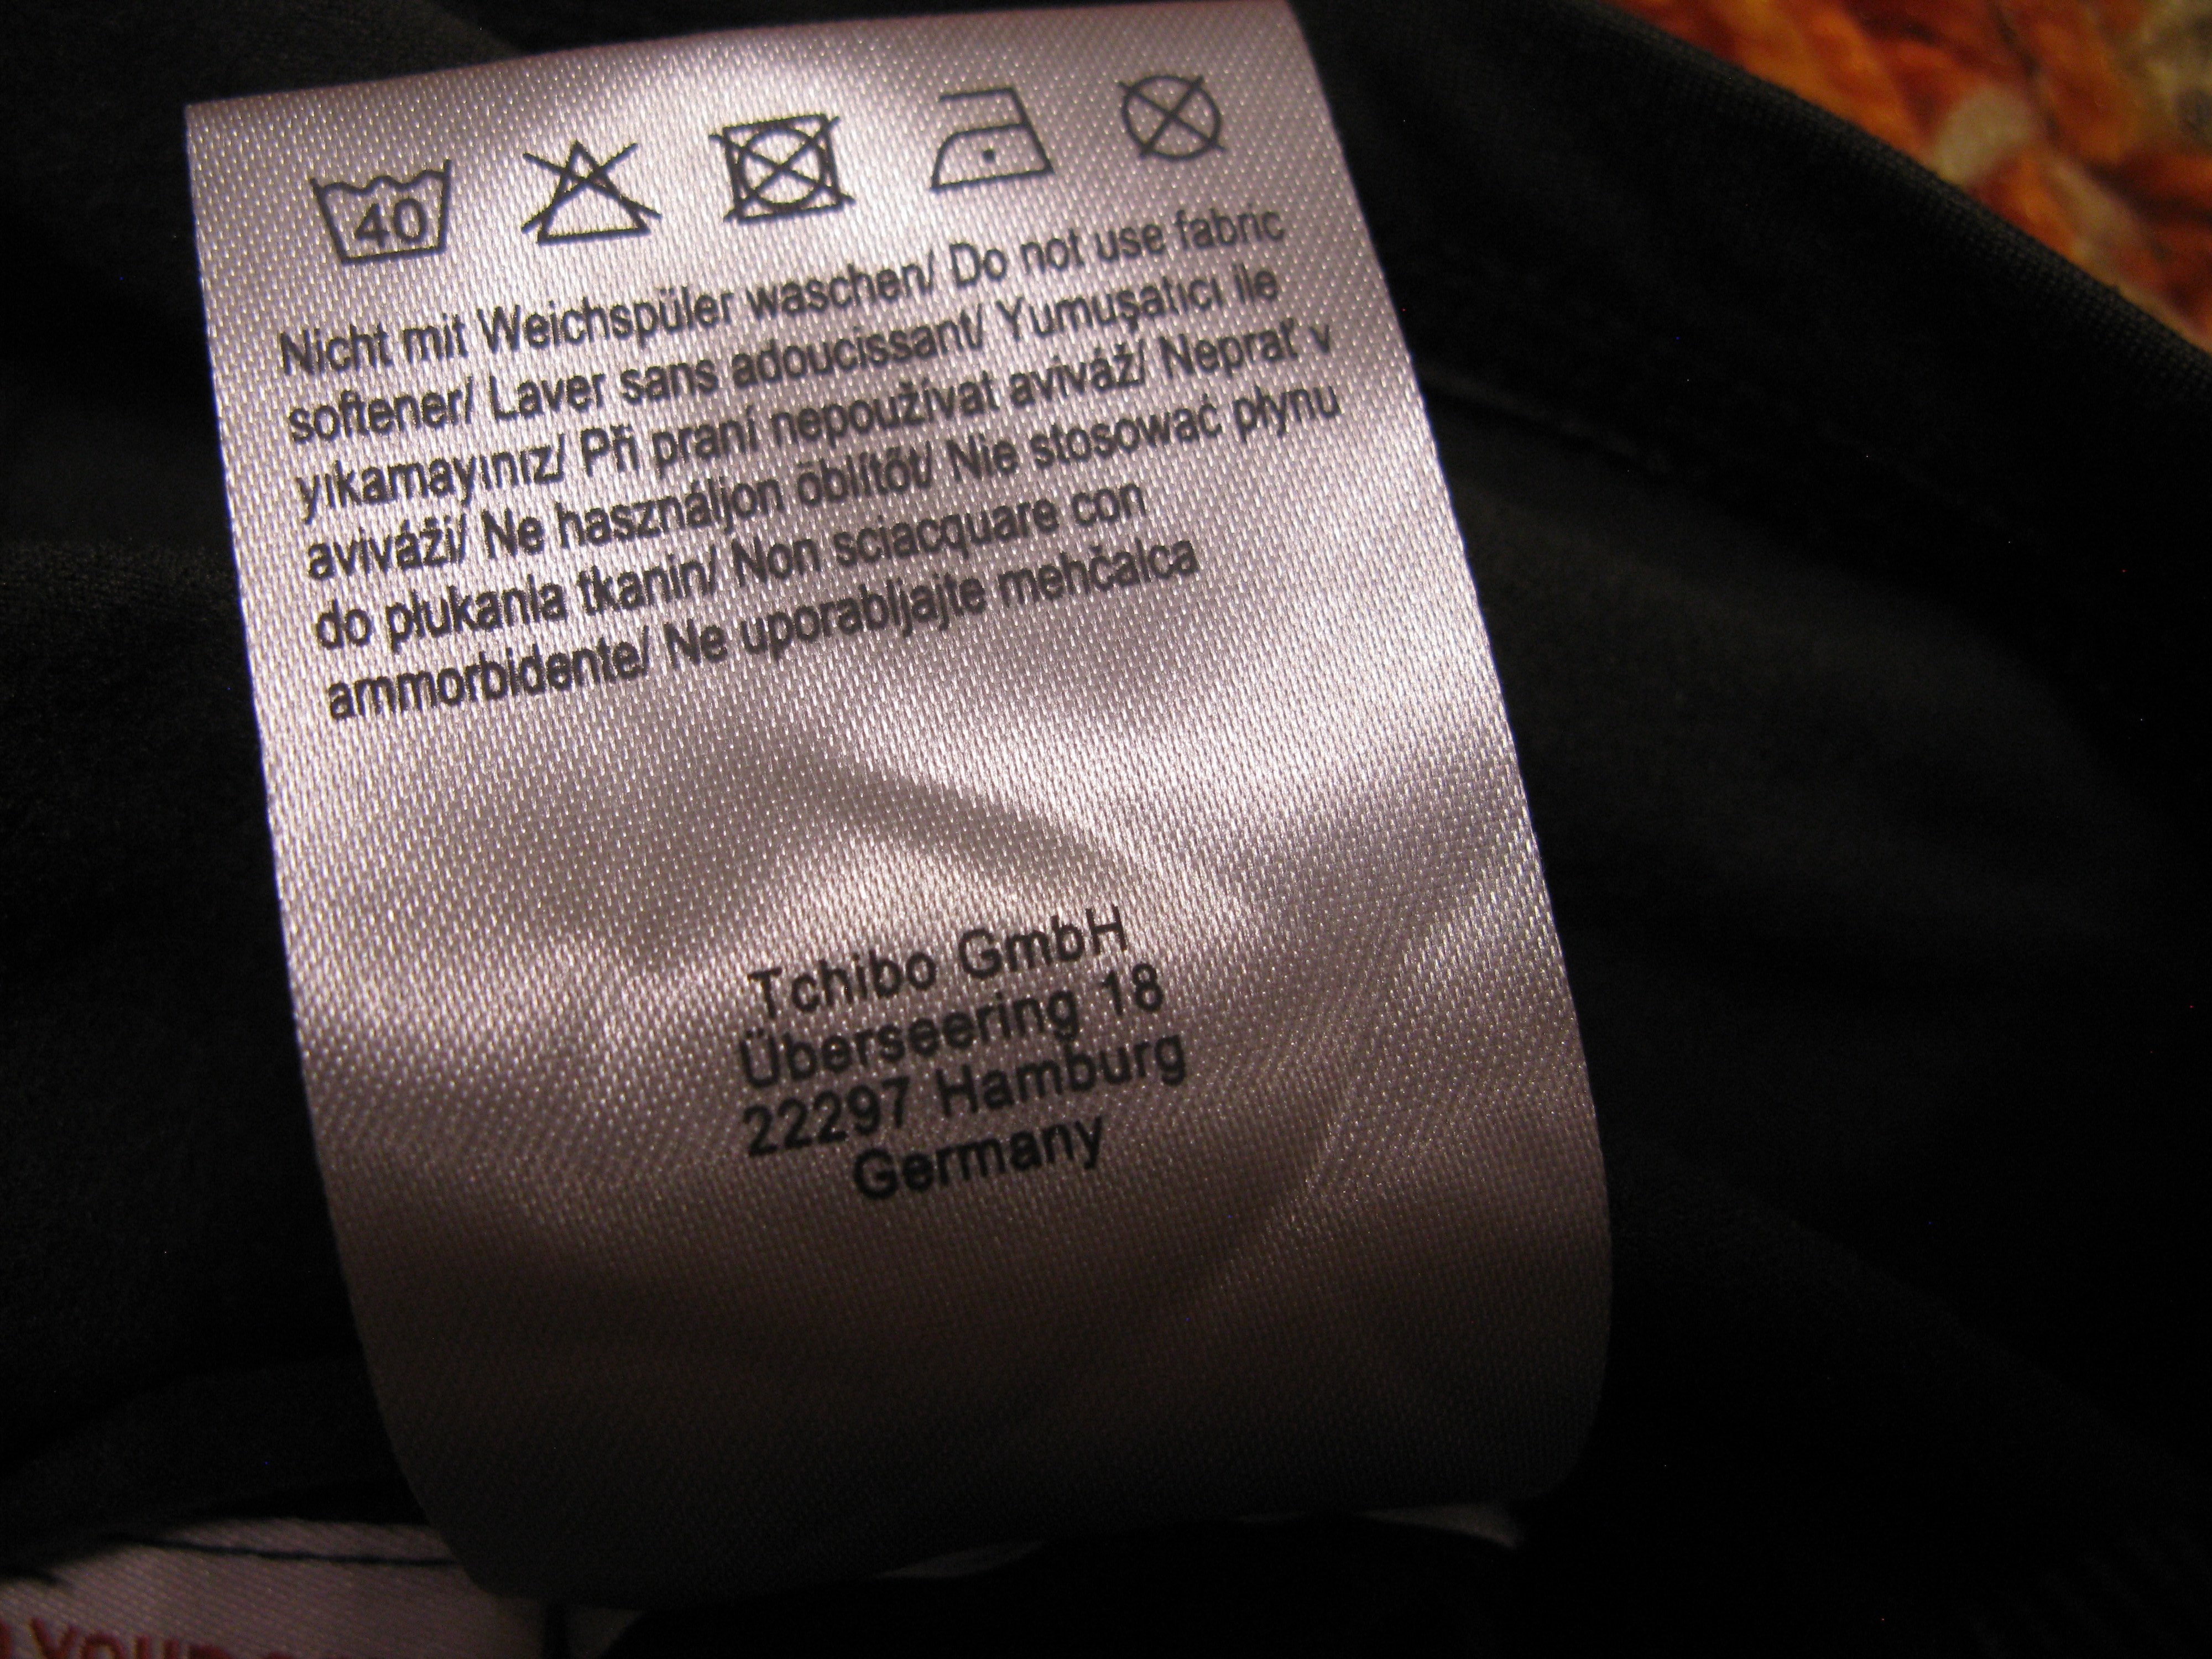 40
Nicht mit Weichspüler waschen/ Do not use fabric
softener/ Laver sans adoucissant/ Yumuşatıcı ile
yıkamayınız/ Při praní nepoužívat aviváž/ Neprať v
aviváži/ Ne használjon öblítőt/ Nie stosować płynu
do płukania tkanin/ Non sciacquare con
ammorbidente/ Ne uporabljajte mehčalca
Tchibo GmbH
Überseering 18
22297 Hamburg
Germany